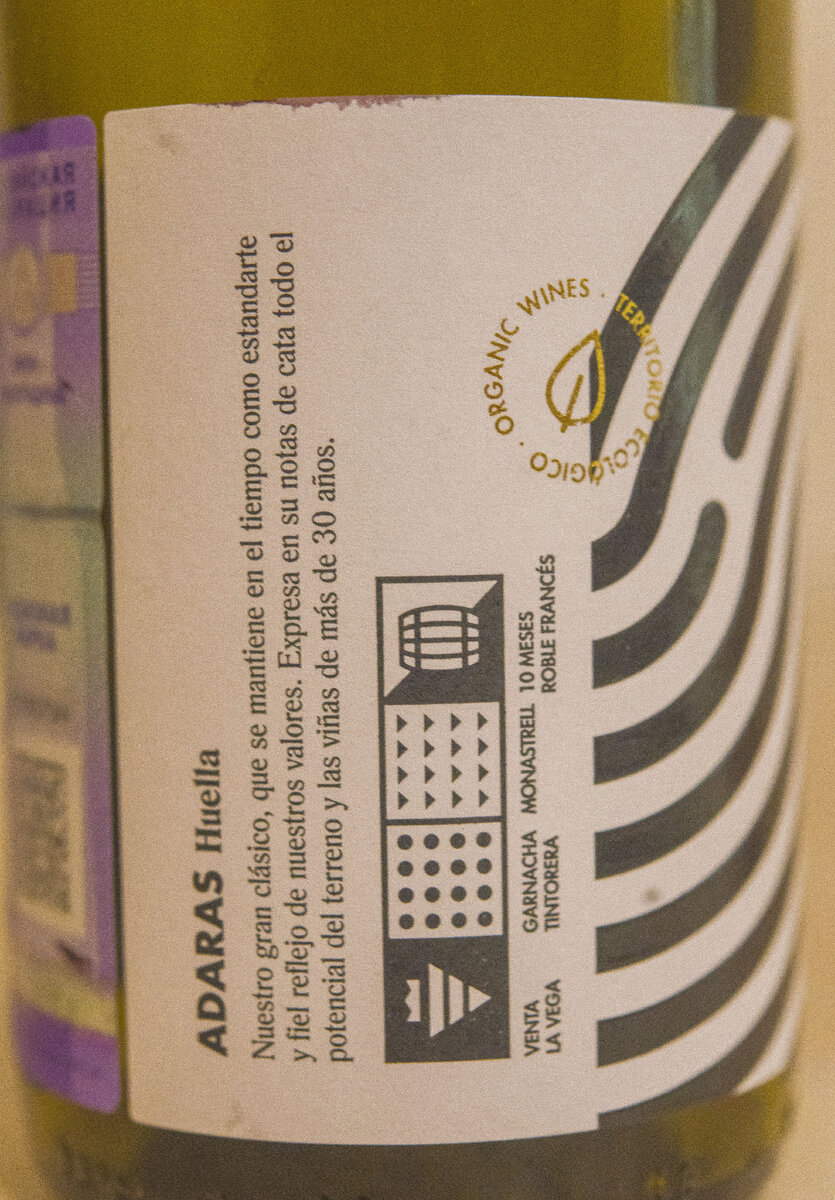 ADARAS Huella
Nuestro gran clásico, que se mantiene en el tiempo como estandarte
y fiel reflejo de nuestros valores. Expresa en su notas de cata todo el
potencial del terreno y las viñas de más de 30 años.
VENTA
LA VEGA
GARNACHA
TINTORERA
MONASTRELL
10 MESES
ROBLE FRANCÉS
ORGANIC WINES · TERRITORIO ECOLÓGICO ·